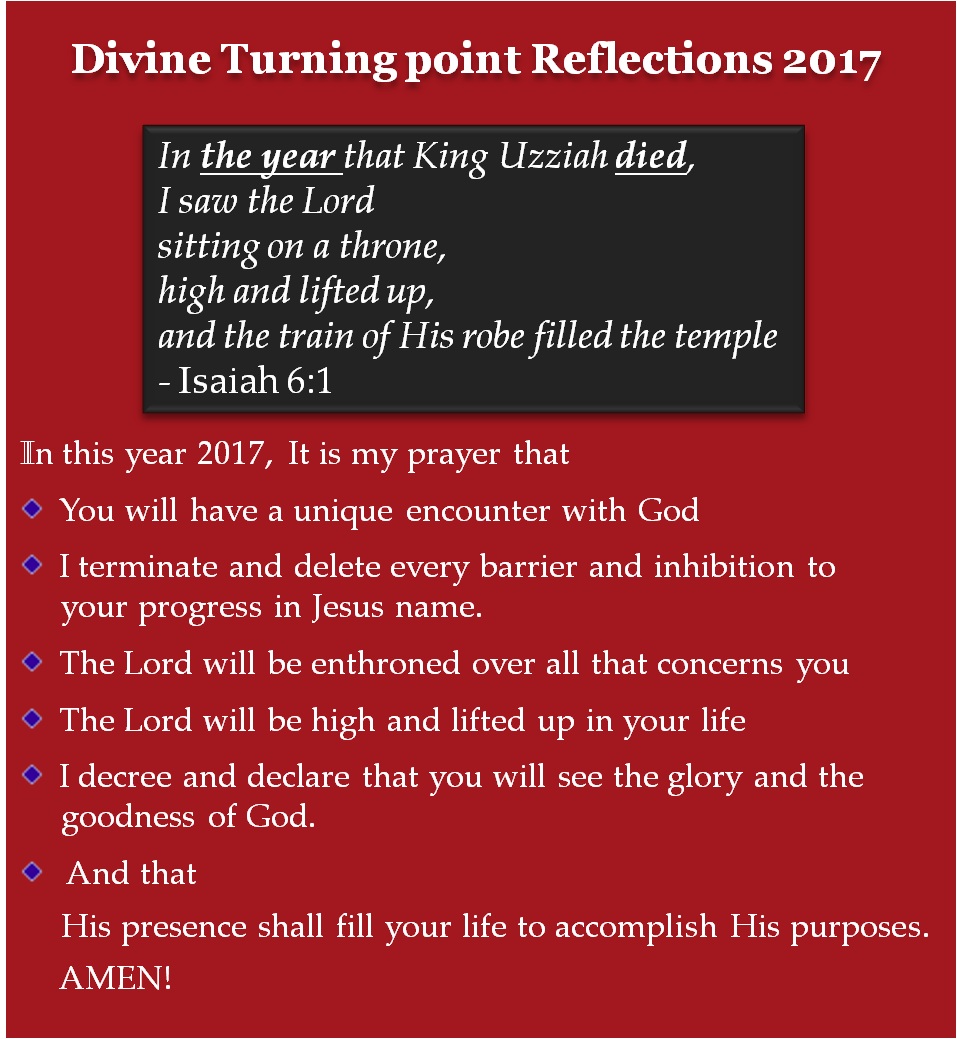 Divine Turning point Reflections 2017
In the year that King Uzziah died,
I saw the Lord
sitting on a throne,
high and lifted up,
and the train of His robe filled the temple
- Isaiah 6:1
In this year 2017, It is my prayer that
You will have a unique encounter with God
I terminate and delete every barrier and inhibition to
your progress in Jesus name.
The Lord will be enthroned over all that concerns you
The Lord will be high and lifted up in your life
I decree and declare that you will see the glory and the
goodness of God.
And that
His presence shall fill your life to accomplish His purposes.
AMEN!